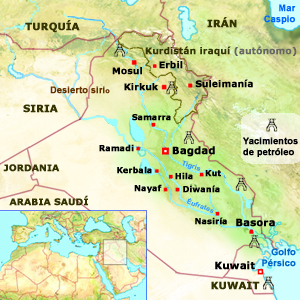 Mar
Caspio
TURQUÍA
IRÁN
Kurdistán iraquí (autónomo)
Mosul
Erbil
Kirkuk
Suleimanía
Desierto sirio
SIRIA
Samarra
Yacimientos
de petróleo
Ramadi
Bagdad
JORDANIA
Kerbala
Tigris
Kut
Hila
Nayaf
Diwanía
ARABIA SAUDÍ
Eufrates
Nasiría
Basora
Golfo
Pérsico
Kuwait
KUWAIT